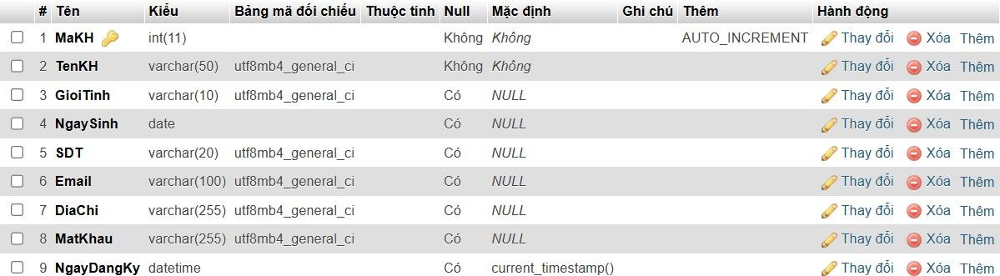 # Tên Kiểu Bảng mã đối chiếu Thuộc tính Null Mặc định Ghi chú Thêm Hành động
1 MaKH int(11) Không Không AUTO_INCREMENT Thay đổi Xóa Thêm
2 TenKH varchar(50) utf8mb4_general_ci Không Không Thay đổi Xóa Thêm
3 GioiTinh varchar(10) utf8mb4_general_ci Có NULL Thay đổi Xóa Thêm
4 NgaySinh date Có NULL Thay đổi Xóa Thêm
5 SDT varchar(20) utf8mb4_general_ci Có NULL Thay đổi Xóa Thêm
6 Email varchar(100) utf8mb4_general_ci Có NULL Thay đổi Xóa Thêm
7 DiaChi varchar(255) utf8mb4_general_ci Có NULL Thay đổi Xóa Thêm
8 MatKhau varchar(255) utf8mb4_general_ci Có NULL Thay đổi Xóa Thêm
9 NgayDangKy datetime Có current_timestamp() Thay đổi Xóa Thêm